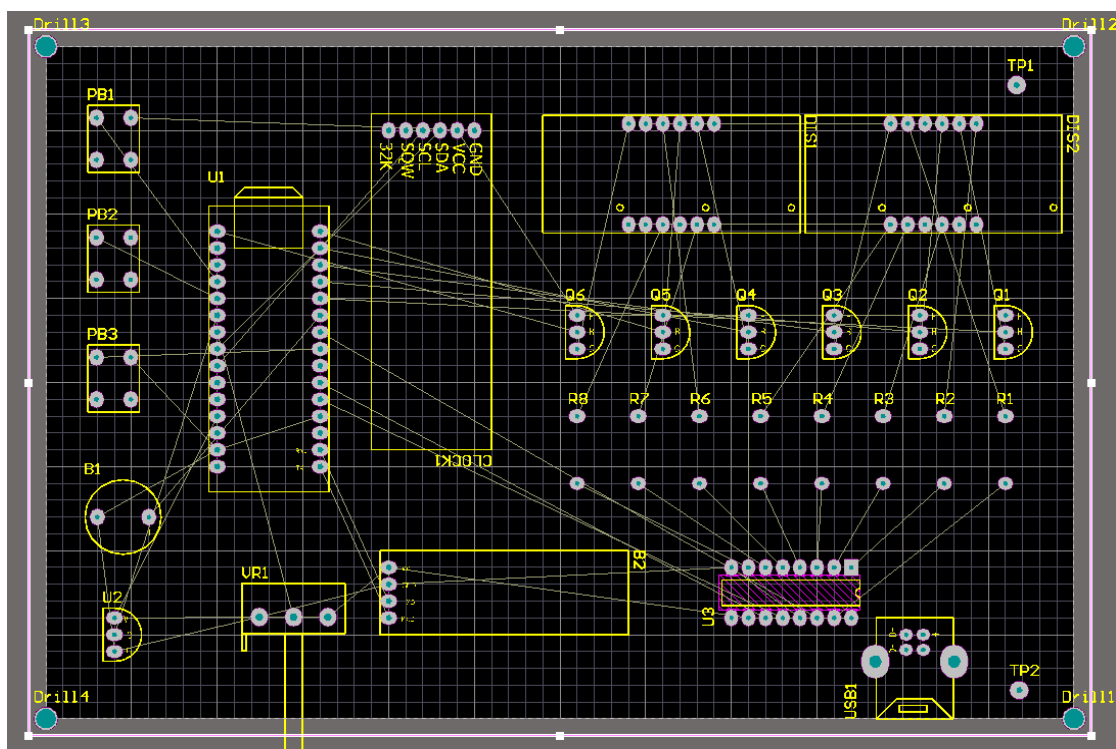 Drill3
Drill2
TP1
PB1
DIS1
DIS2
32K
SQW
SCL
SDA
VCC
GND
U1
PB2
Q6
Q5
Q4
Q3
Q2
Q1
PB3
R8
R7
R6
R5
R4
R3
R2
R1
CLOCK1
B1
B2
VR1
U2
U3
USB1
TP2
Drill4
Drill1